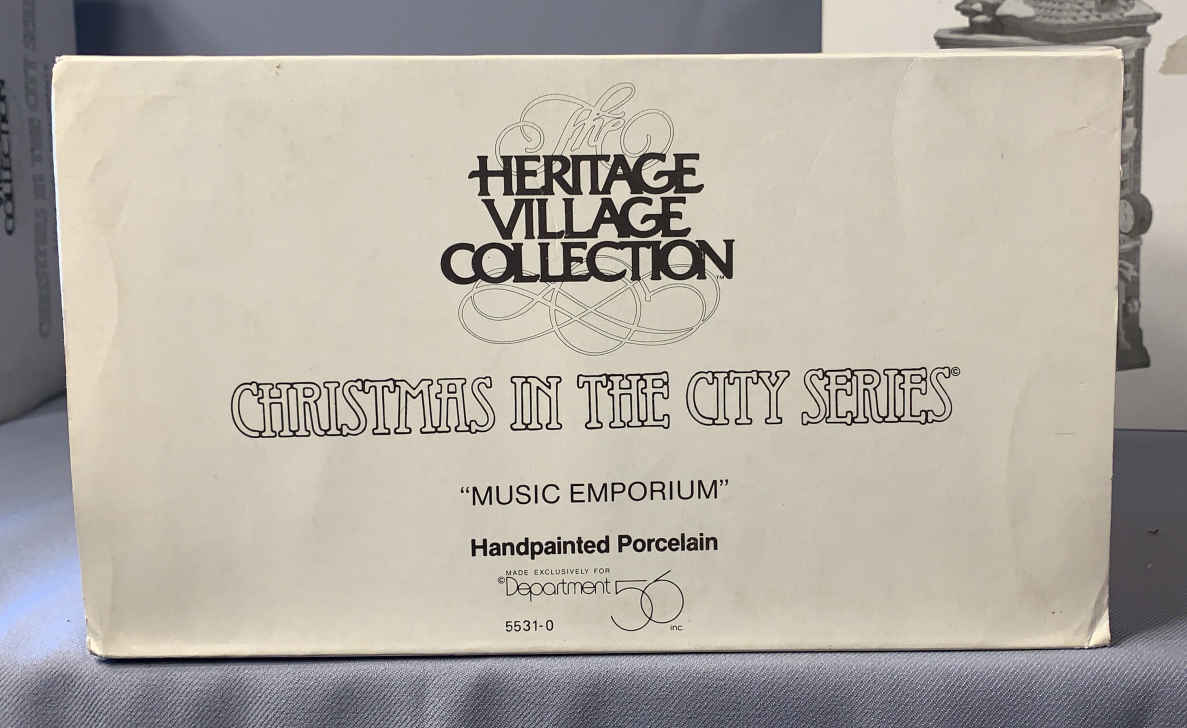 The
HERITAGE
VILLAGE
COLLECTION™
CHRISTMAS IN THE CITY SERIES©
“MUSIC EMPORIUM”
Handpainted Porcelain
MADE EXCLUSIVELY FOR
©Department 56
inc.
5531-0
COLLECTION